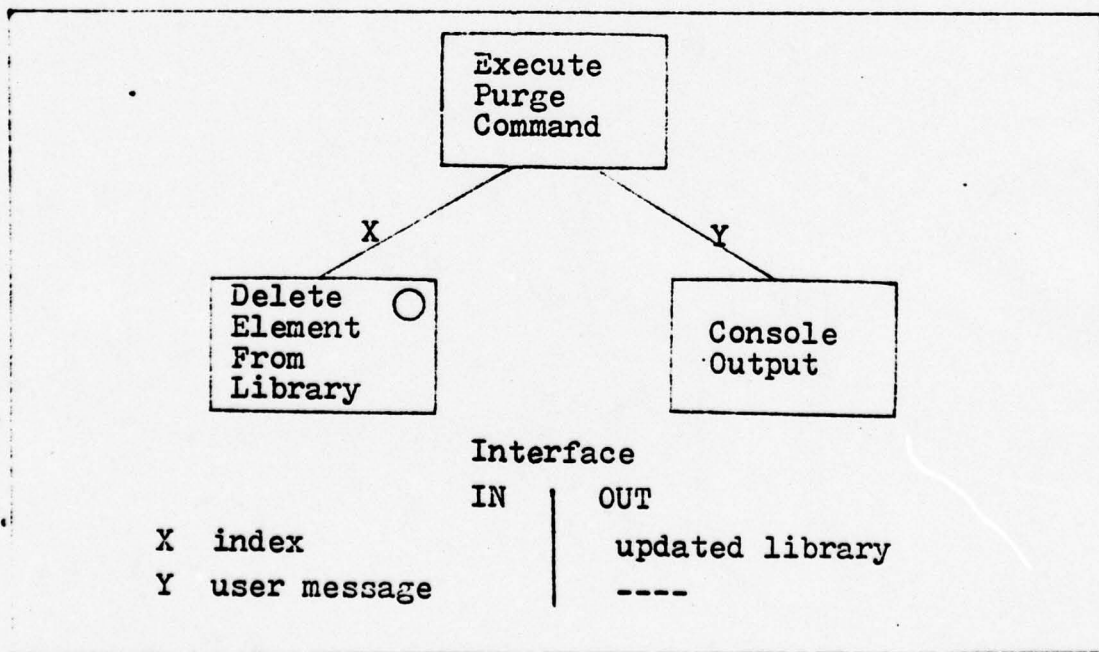 Execute
Purge
Command
X
Y
Delete
Element
From
Library
Console
Output
Interface
IN OUT
X index updated library
Y user message ----